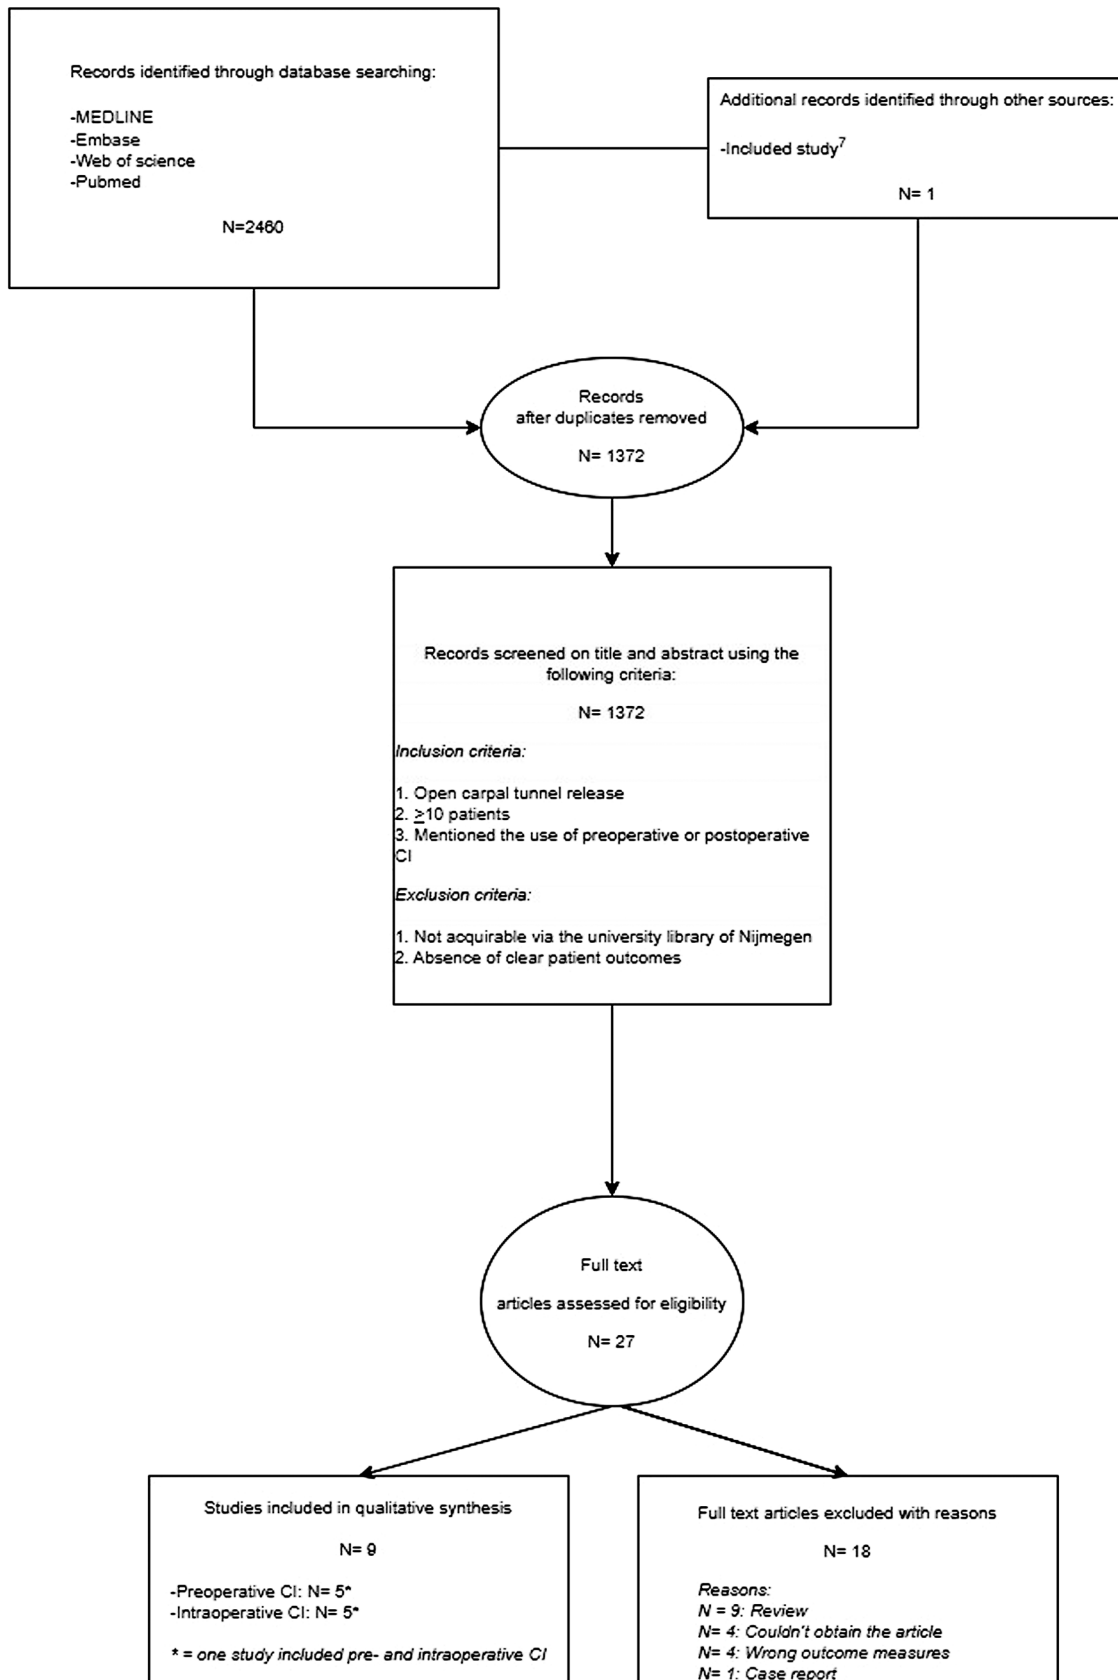 Records identified through database searching:
-MEDLINE
-Embase
-Web of science
-Pubmed
N=2460
Additional records identified through other sources:
-Included study7
N= 1
Records
after duplicates removed
N= 1372
Records screened on title and abstract using the
following criteria:
N= 1372
Inclusion criteria:
1. Open carpal tunnel release
2. ≥10 patients
3. Mentioned the use of preoperative or postoperative
CI
Exclusion criteria:
1. Not acquirable via the university library of Nijmegen
2. Absence of clear patient outcomes
Full text
articles assessed for eligibility
N= 27
Studies included in qualitative synthesis
N= 9
-Preoperative CI: N= 5*
-Intraoperative CI: N= 5*
* = one study included pre- and intraoperative CI
Full text articles excluded with reasons
N= 18
Reasons:
N = 9: Review
N= 4: Couldn't obtain the article
N= 4: Wrong outcome measures
N= 1: Case report